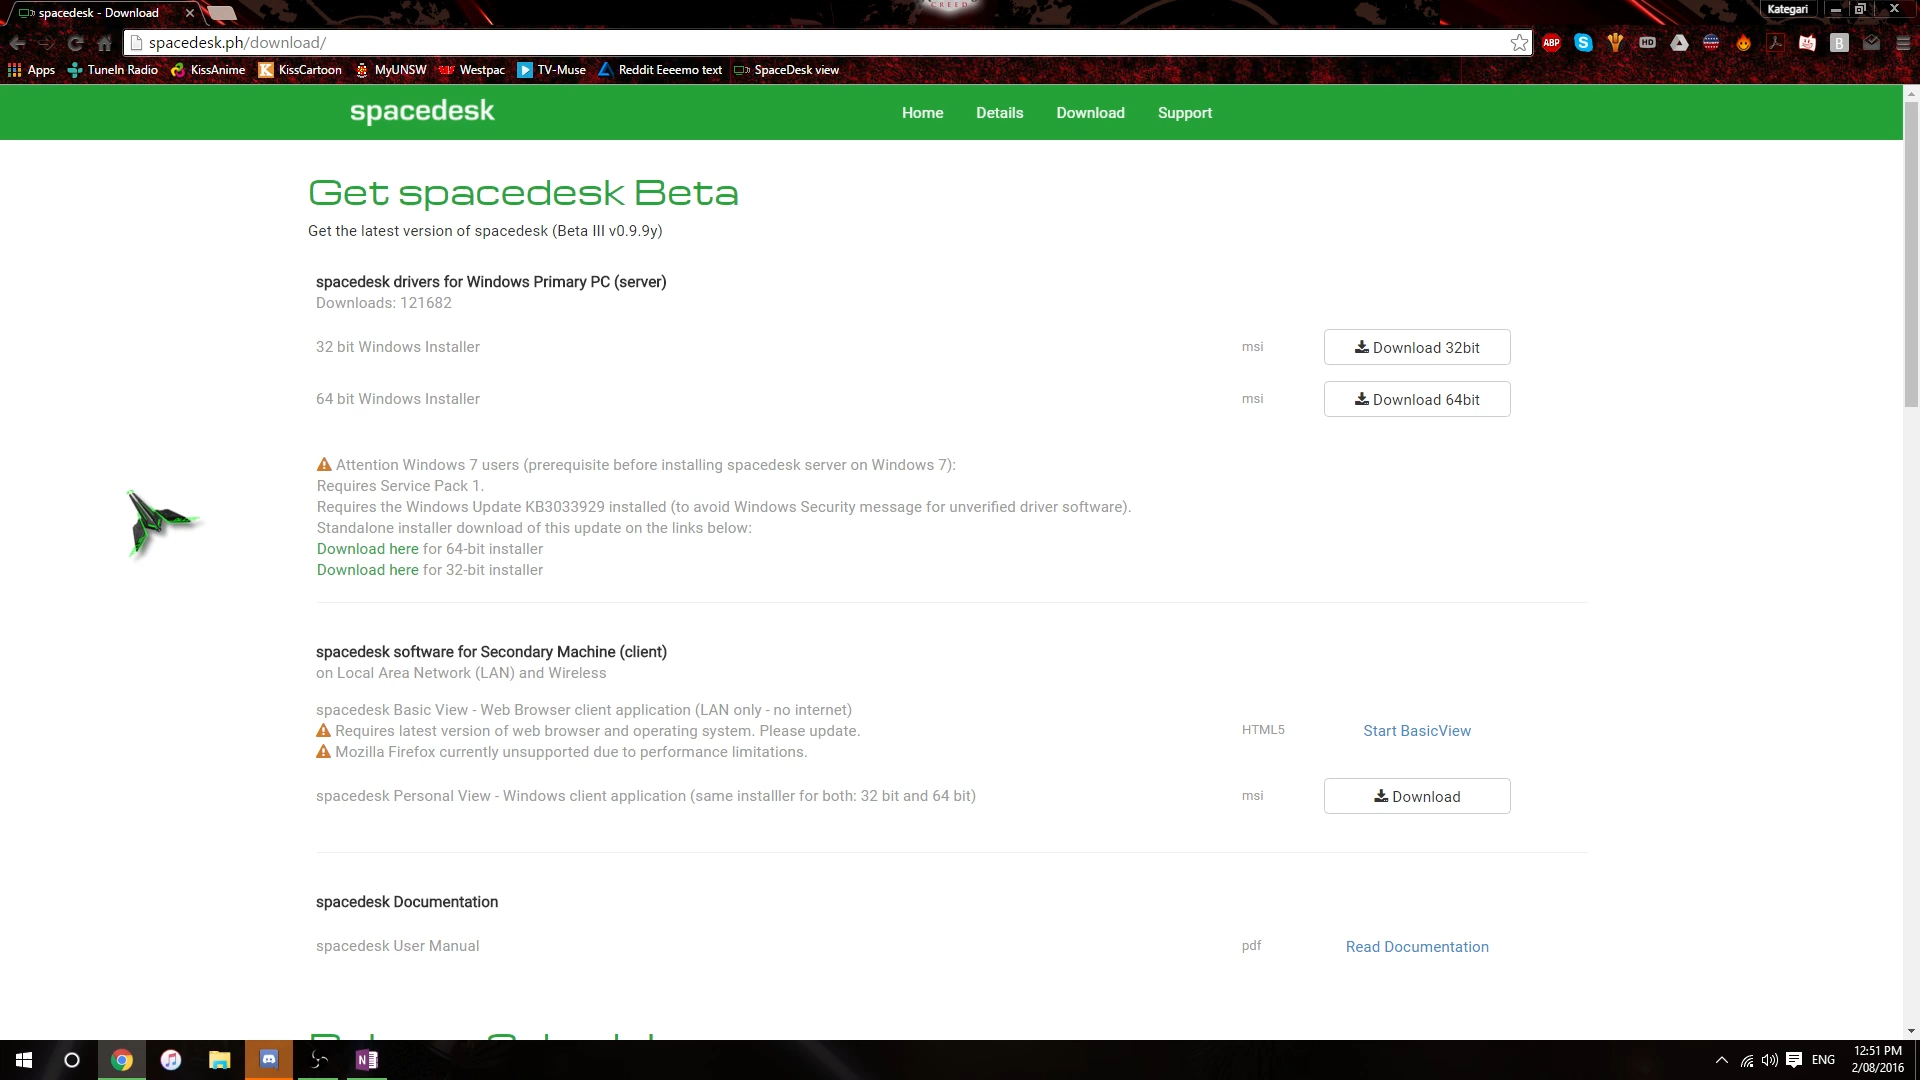 spacedesk - Download
CREED
Kategari
spacedesk.ph/download/
ABP
HD
B
Apps
TuneIn Radio
KissAnime
KissCartoon
MyUNSW
Westpac
TV-Muse
Reddit Eeeemo text
SpaceDesk view
spacedesk
Home
Details
Download
Support
Get spacedesk Beta
Get the latest version of spacedesk (Beta III v0.9.9y)
spacedesk drivers for Windows Primary PC (server)
Downloads: 121682
32 bit Windows Installer
msi
Download 32bit
64 bit Windows Installer
msi
Download 64bit
Attention Windows 7 users (prerequisite before installing spacedesk server on Windows 7):
Requires Service Pack 1.
Requires the Windows Update KB3033929 installed (to avoid Windows Security message for unverified driver software).
Standalone installer download of this update on the links below:
Download here for 64-bit installer
Download here for 32-bit installer
spacedesk software for Secondary Machine (client)
on Local Area Network (LAN) and Wireless
spacedesk Basic View - Web Browser client application (LAN only - no internet)
Requires latest version of web browser and operating system. Please update.
HTML5
Start BasicView
Mozilla Firefox currently unsupported due to performance limitations.
spacedesk Personal View - Windows client application (same installler for both: 32 bit and 64 bit)
msi
Download
spacedesk Documentation
spacedesk User Manual
pdf
Read Documentation
ENG
12:51 PM
2/08/2016